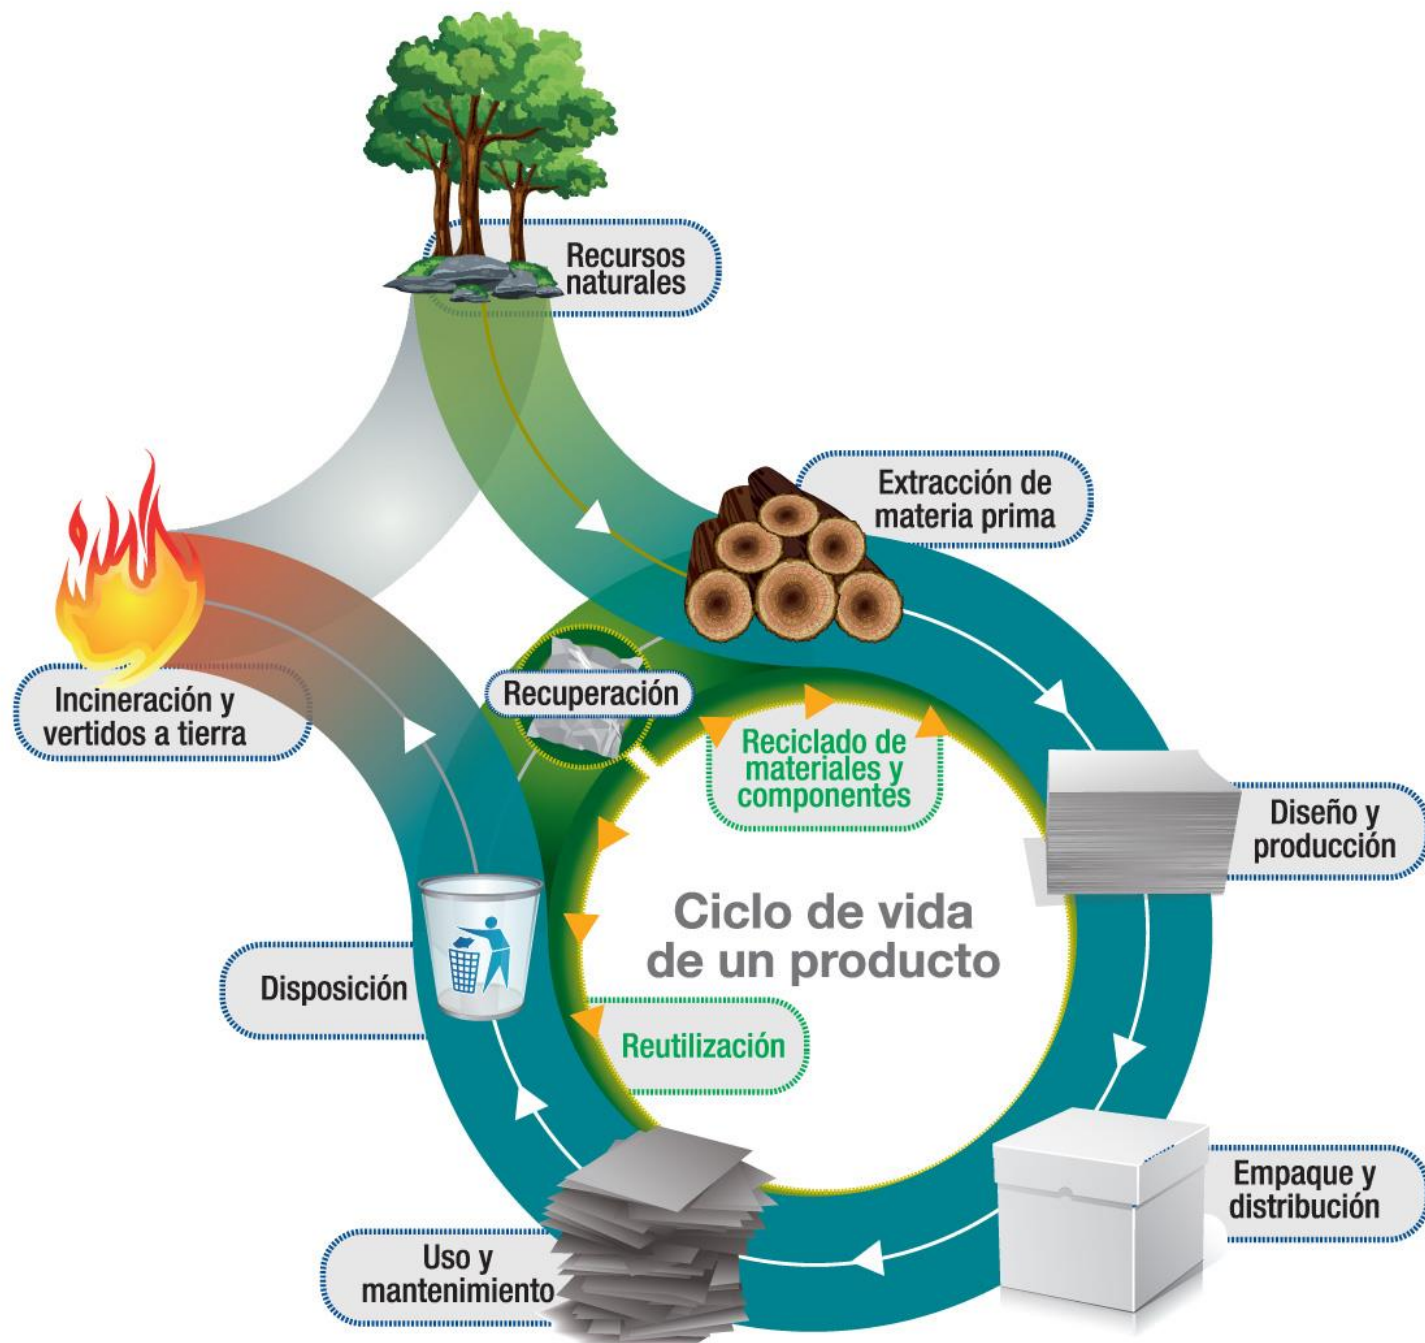 Recursos
naturales
Extracción de
materia prima
Incineración y
vertidos a tierra
Recuperación
Reciclado de
materiales y
componentes
Diseño y
producción
Ciclo de vida
de un producto
Disposición
Reutilización
Empaque y
distribución
Uso y
mantenimiento